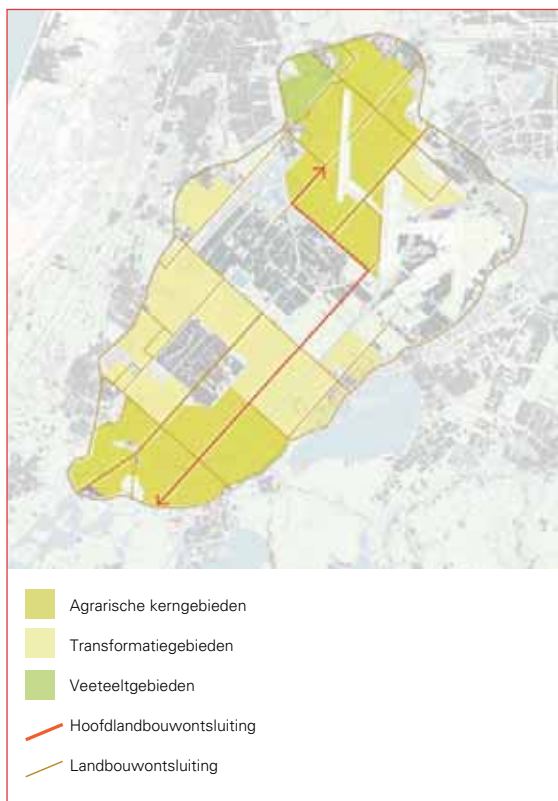 Agrarische kerngebieden
Transformatiegebieden
Veeteeltgebieden
Hoofdlandbouwontsluiting
Landbouwontsluiting